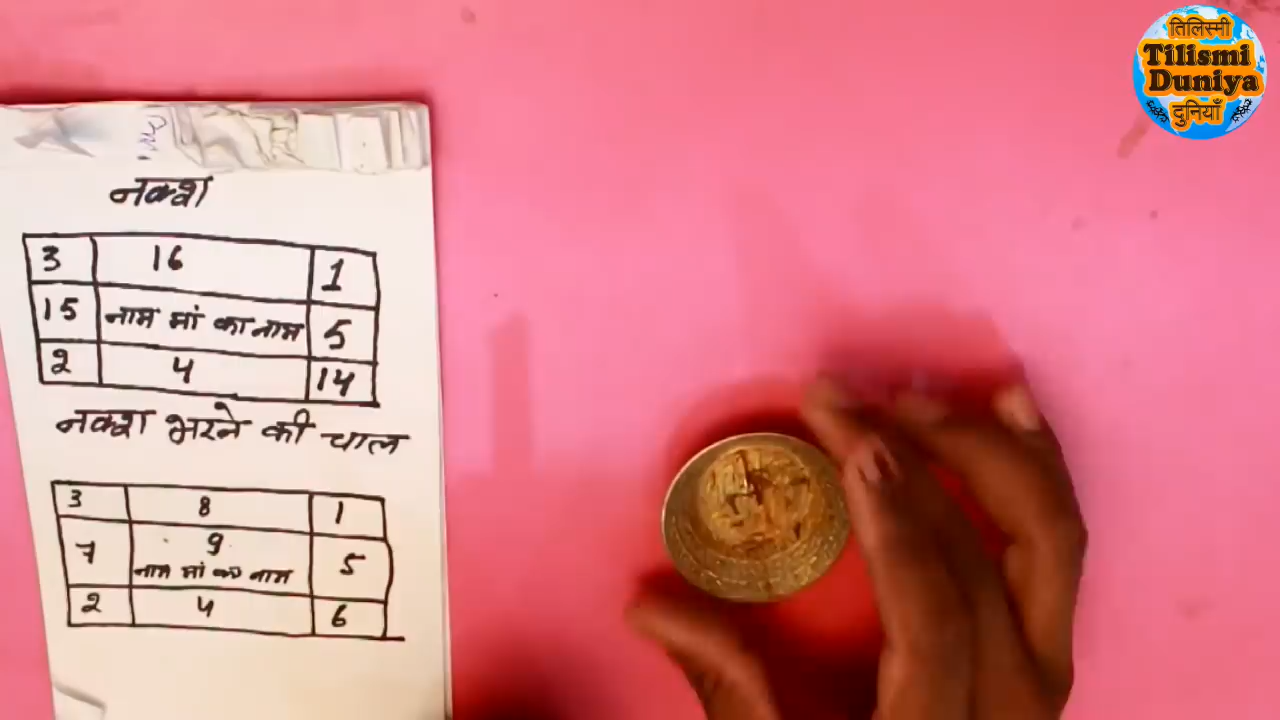 तिलिस्मी
Tilismi
Duniya
दुनियाँ
नक्श
3 16 1
15 नाम मां का नाम 5
2 4 14
नक्श भरने की चाल
3 8 1
7 9 5
नाम मां का नाम
2 4 6